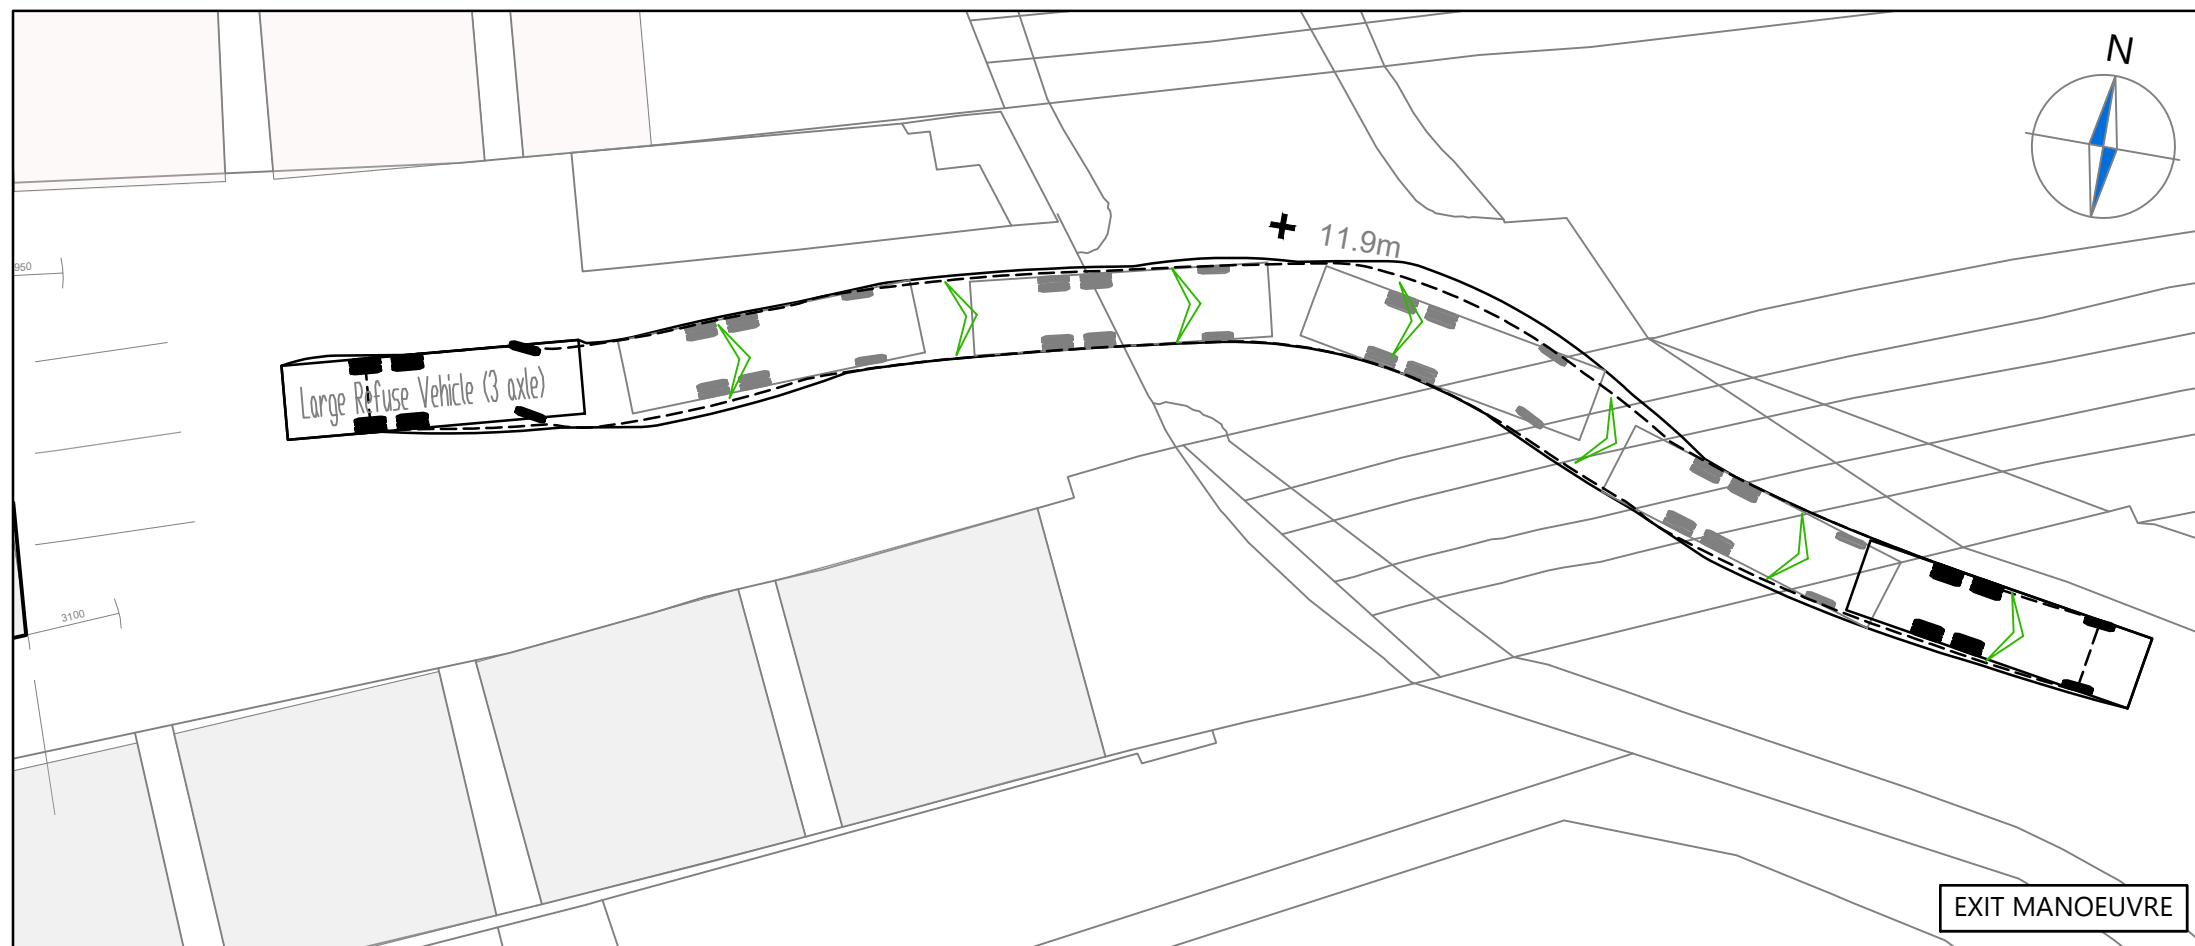 N
11.9m
950
Large Refuse Vehicle (3 axle)
3100
EXIT MANOEUVRE